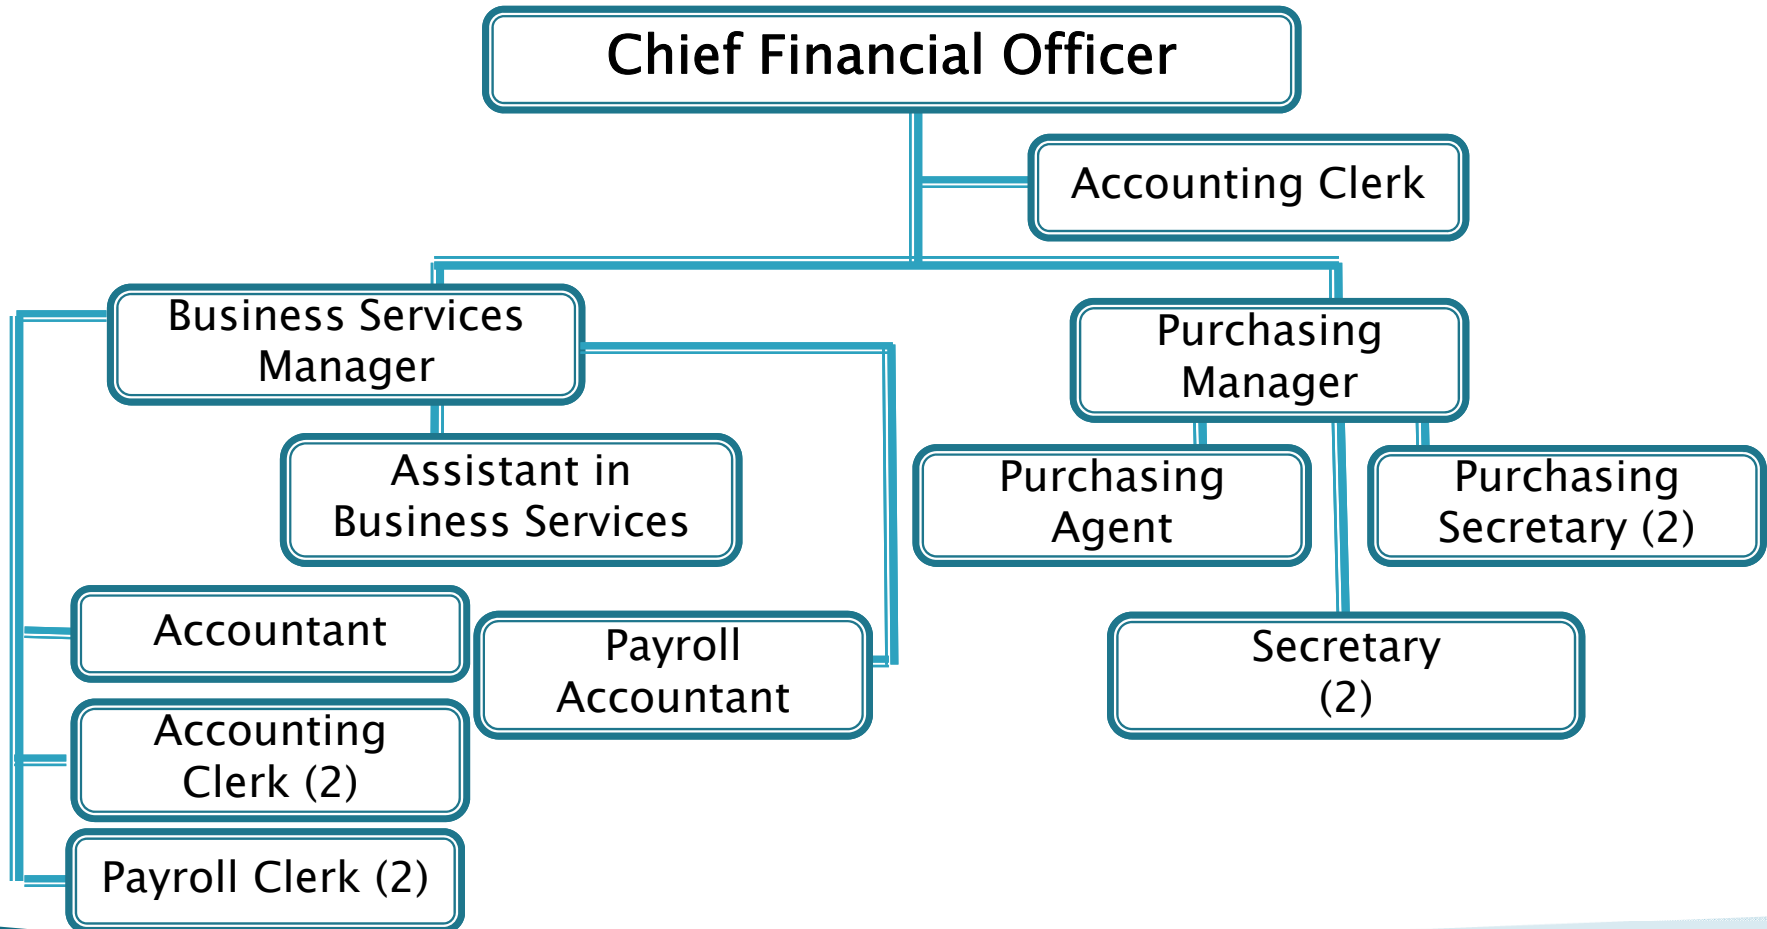 Chief Financial Officer
Accounting Clerk
Business Services
Manager
Purchasing
Manager
Assistant in
Business Services
Purchasing
Agent
Purchasing
Secretary (2)
Accountant
Payroll
Accountant
Secretary
(2)
Accounting
Clerk (2)
Payroll Clerk (2)